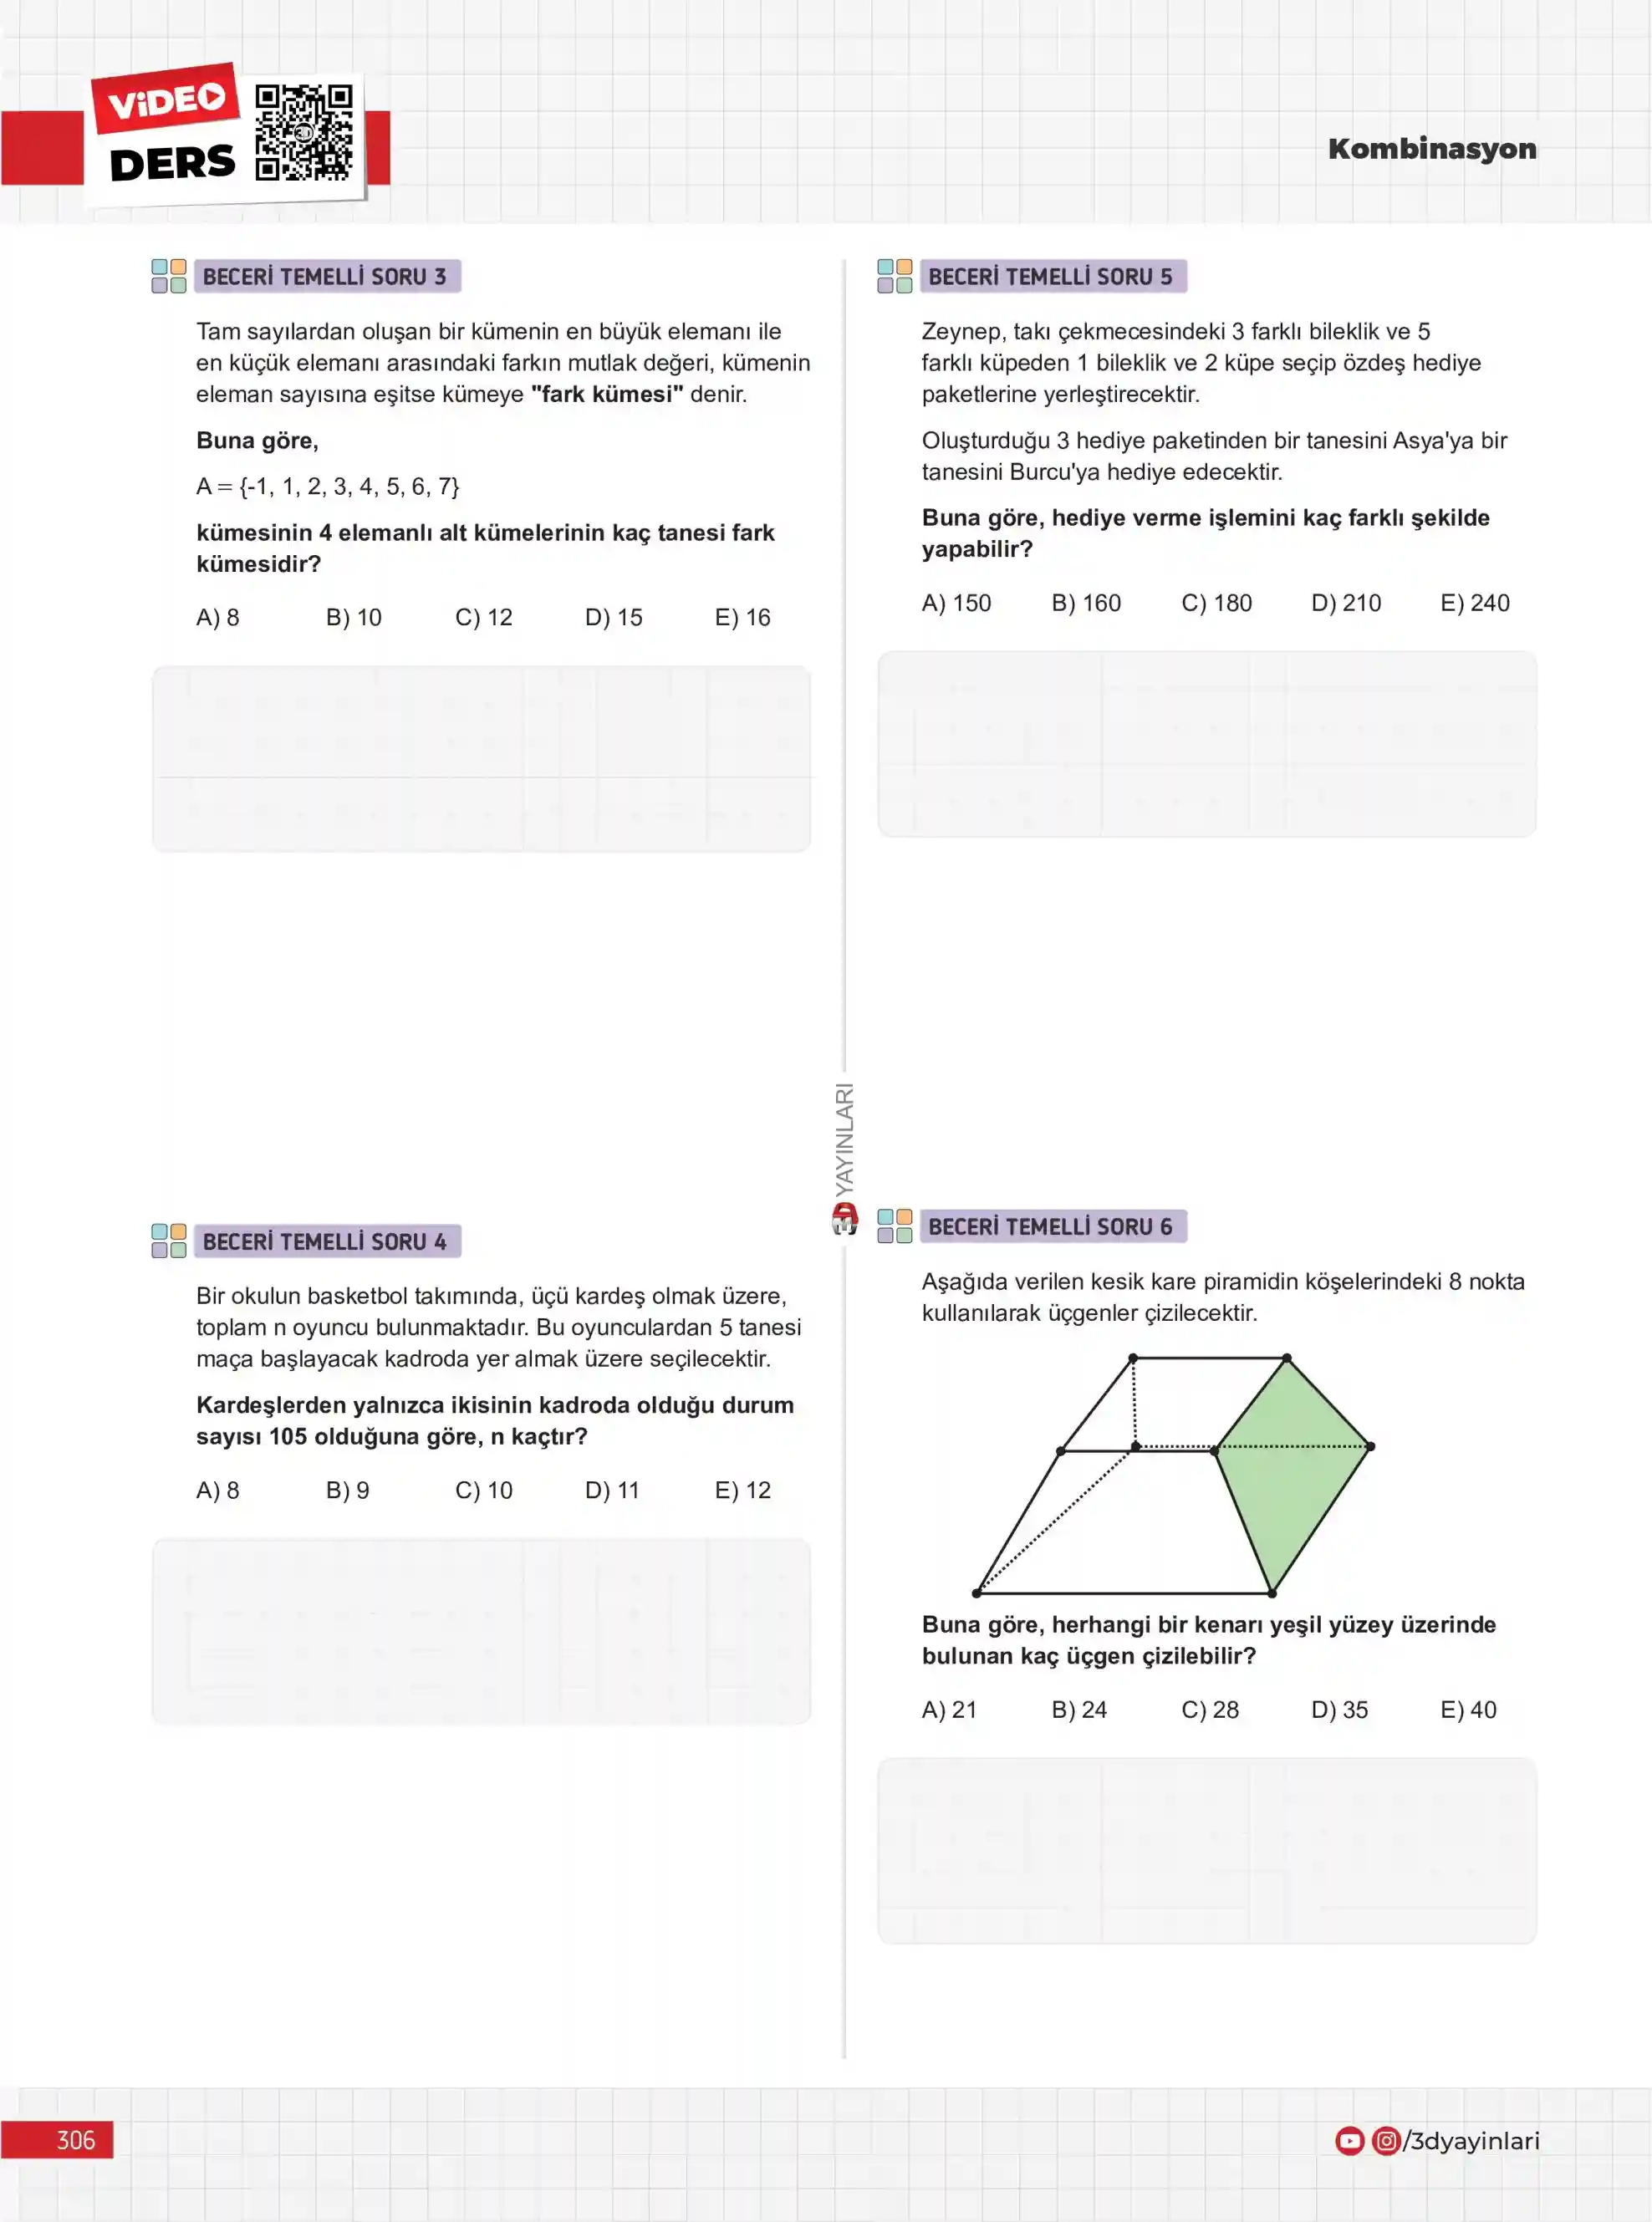 ViDEO
DERS
3D
Kombinasyon
BECERİ TEMELLİ SORU 3
Tam sayılardan oluşan bir kümenin en büyük elemanı ile
en küçük elemanı arasındaki farkın mutlak değeri, kümenin
eleman sayısına eşitse kümeye "fark kümesi" denir.
Buna göre,
A = {-1, 1, 2, 3, 4, 5, 6, 7}
kümesinin 4 elemanlı alt kümelerinin kaç tanesi fark
kümesidir?
A) 8 B) 10 C) 12 D) 15 E) 16
BECERİ TEMELLİ SORU 4
Bir okulun basketbol takımında, üçü kardeş olmak üzere,
toplam n oyuncu bulunmaktadır. Bu oyunculardan 5 tanesi
maça başlayacak kadroda yer almak üzere seçilecektir.
Kardeşlerden yalnızca ikisinin kadroda olduğu durum
sayısı 105 olduğuna göre, n kaçtır?
A) 8 B) 9 C) 10 D) 11 E) 12
YAYINLARI
BECERİ TEMELLİ SORU 5
Zeynep, takı çekmecesindeki 3 farklı bileklik ve 5
farklı küpeden 1 bileklik ve 2 küpe seçip özdeş hediye
paketlerine yerleştirecektir.
Oluşturduğu 3 hediye paketinden bir tanesini Asya'ya bir
tanesini Burcu'ya hediye edecektir.
Buna göre, hediye verme işlemini kaç farklı şekilde
yapabilir?
A) 150 B) 160 C) 180 D) 210 E) 240
BECERİ TEMELLİ SORU 6
Aşağıda verilen kesik kare piramidin köşelerindeki 8 nokta
kullanılarak üçgenler çizilecektir.
Buna göre, herhangi bir kenarı yeşil yüzey üzerinde
bulunan kaç üçgen çizilebilir?
A) 21 B) 24 C) 28 D) 35 E) 40
306
/3dyayinlari